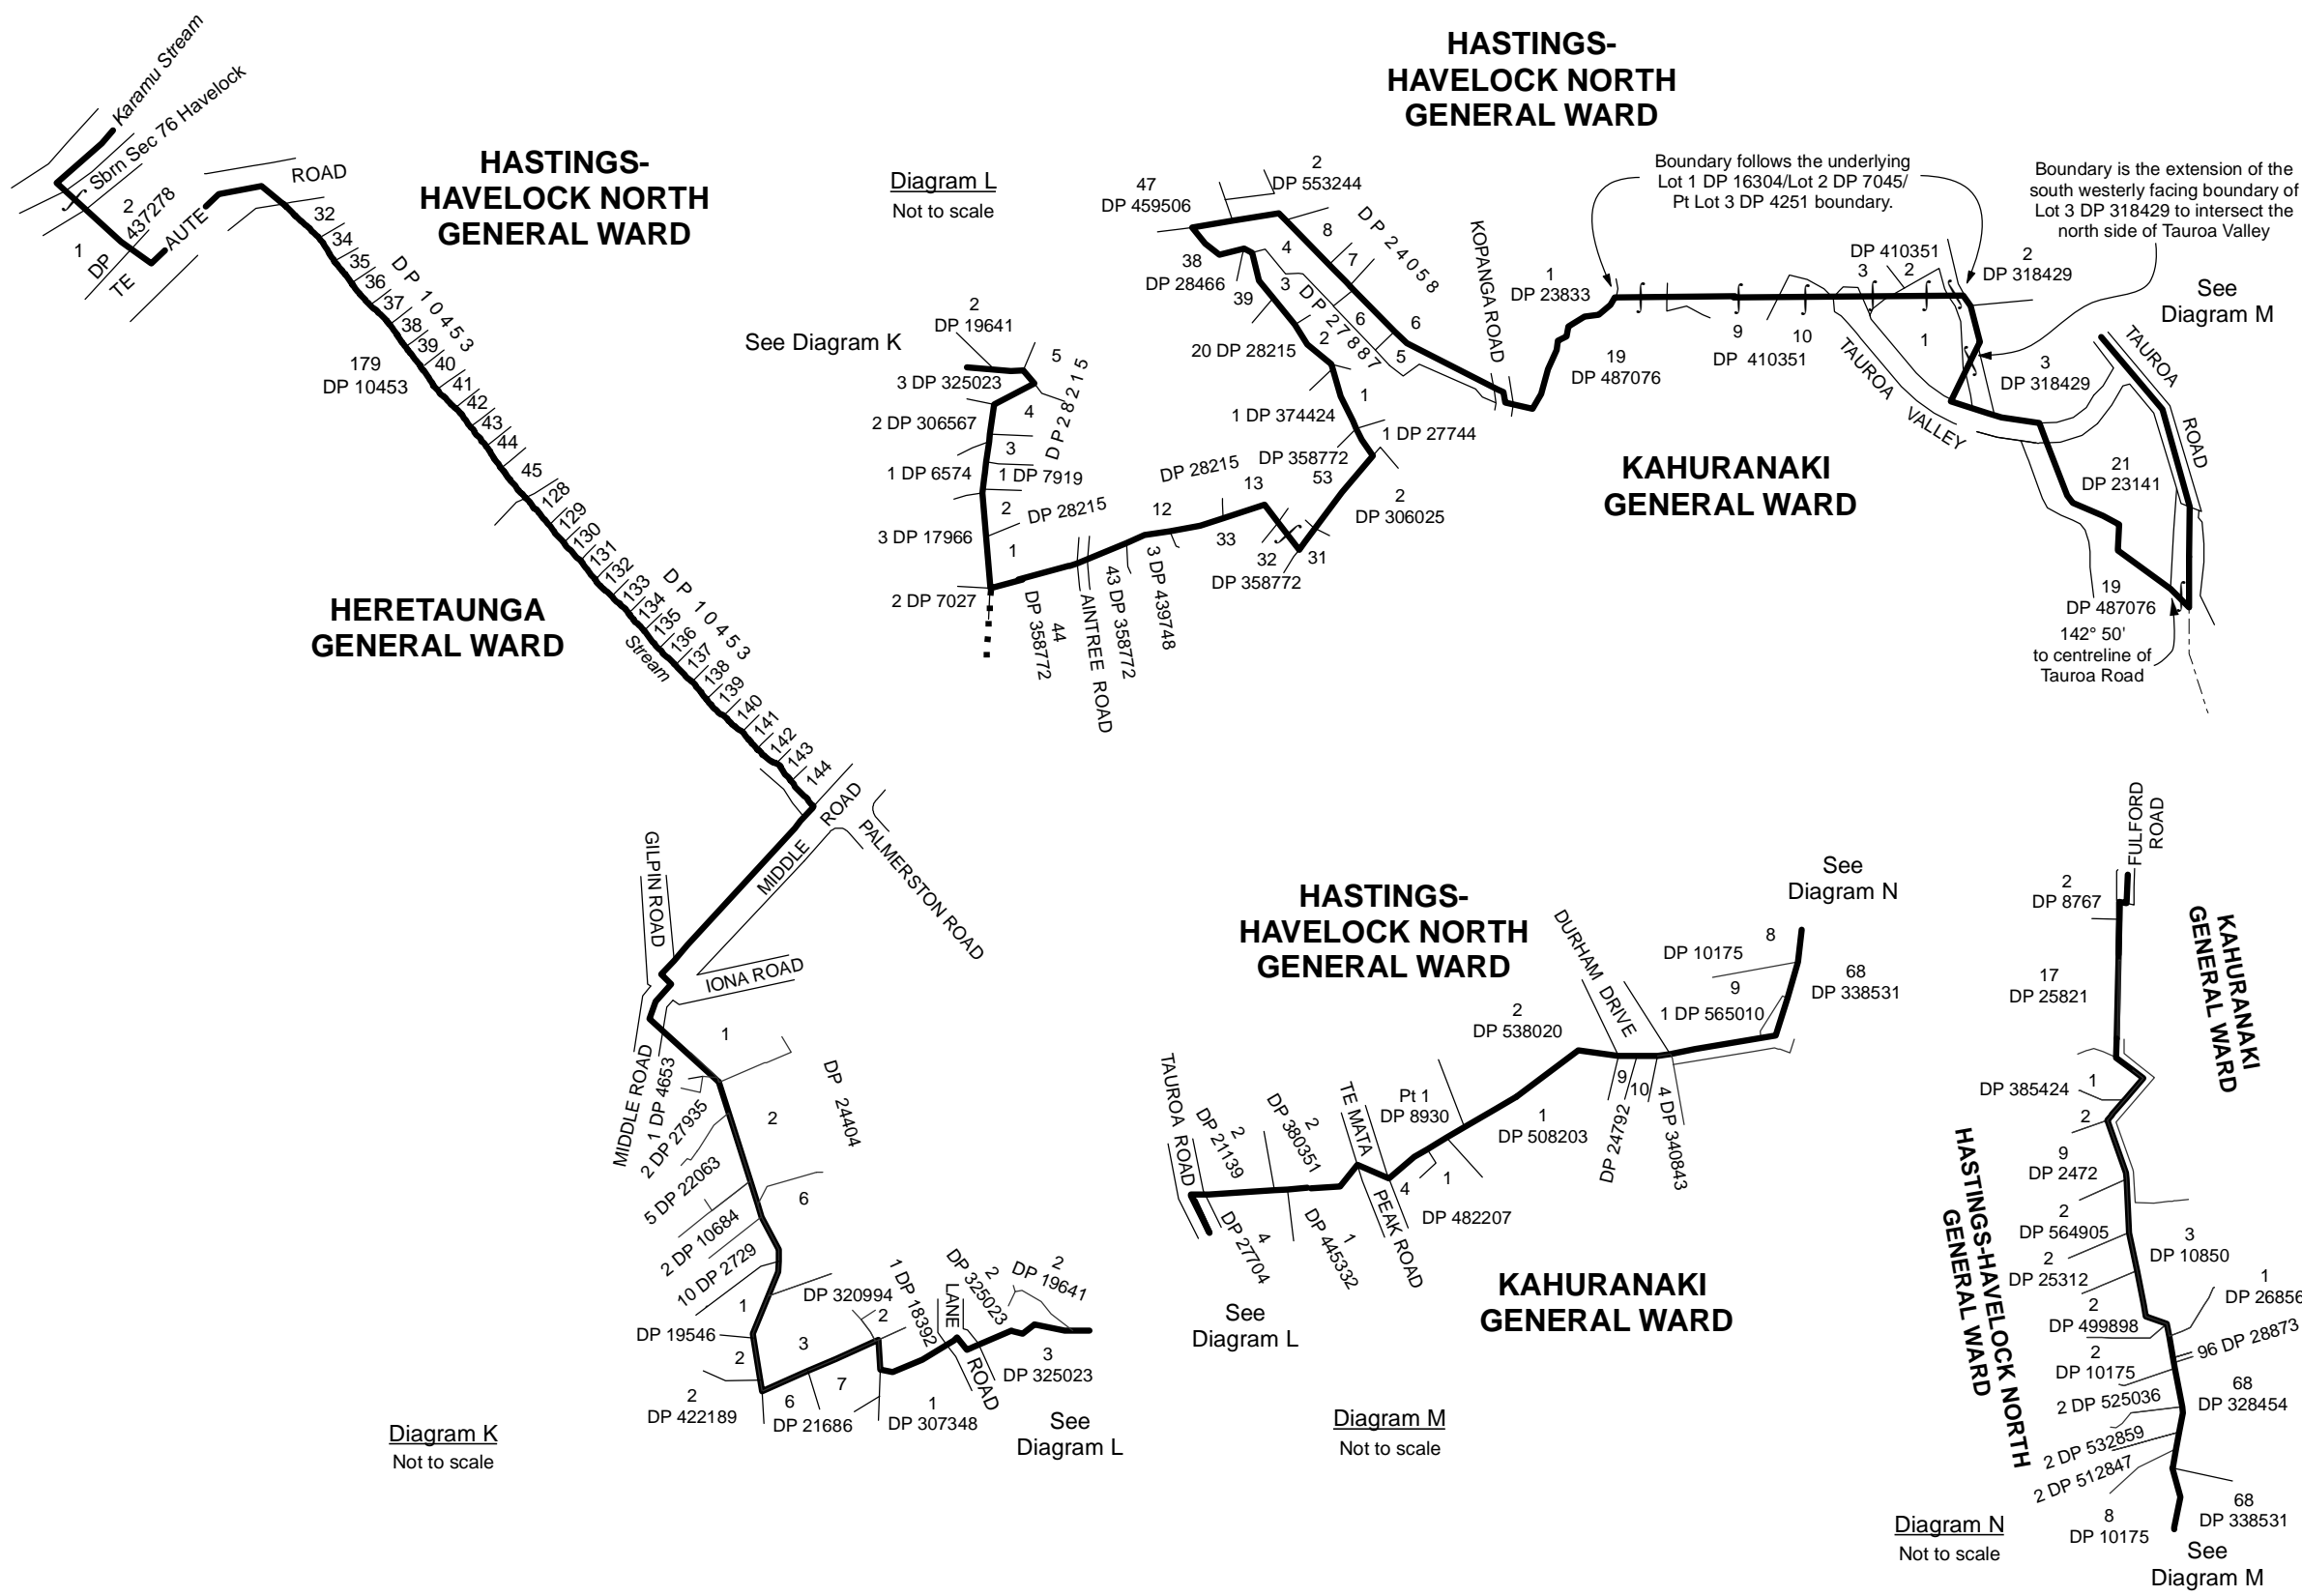 Karamu Stream
Sbrn Sec 76 Havelock
2
437278
1
DP
TE
AUTE
ROAD
HASTINGS-
HAVELOCK NORTH
GENERAL WARD
32
34
35
36
37
38
39
40
41
42
43
44
45
DP 10453
179
DP 10453
128
129
130
131
132
133
134
135
136
137
138
139
140
141
142
143
144
DP 10453
Stream
HERETAUNGA
GENERAL WARD
MIDDLE
ROAD
PALMERSTON ROAD
GILPIN ROAD
IONA ROAD
MIDDLE ROAD
1 DP 4653
1
2 DP 27935
2
DP 24404
5 DP 22063
6
2 DP 10684
10 DP 2729
1
DP 19546
2
3
DP 320994
2
1 DP 18392
LANE
ROAD
2
DP 325023
2
DP 19641
3
DP 325023
2
DP 422189
6
7
DP 21686
1
DP 307348
See
Diagram L
Diagram K
Not to scale
Diagram L
Not to scale
HASTINGS-
HAVELOCK NORTH
GENERAL WARD
See Diagram K
2
DP 19641
5
3 DP 325023
DP28215
4
2 DP 306567
3
1 DP 6574
1 DP 7919
2
DP 28215
3 DP 17966
1
2 DP 7027
44
DP 358772
AINTREE ROAD
43 DP 358772
3 DP 439748
12
DP 28215
13
33
32
31
DP 358772
DP 358772
53
2
DP 306025
1 DP 27744
1 DP 374424
1
20 DP 28215
2
3
39
38
DP 28466
47
DP 459506
2
DP 553244
4
8
7
DP 24058
DP 27887
6
6
5
KOPANGA ROAD
1
DP 23833
Boundary follows the underlying
Lot 1 DP 16304/Lot 2 DP 7045/
Pt Lot 3 DP 4251 boundary.
19
DP 487076
9
10
DP 410351
3
DP 410351
2
1
2
DP 318429
Boundary is the extension of the
south westerly facing boundary of
Lot 3 DP 318429 to intersect the
north side of Tauroa Valley
See
Diagram M
3
DP 318429
TAUROA
VALLEY
TAUROA
ROAD
21
DP 23141
19
DP 487076
142° 50'
to centreline of
Tauroa Road
KAHURANAKI
GENERAL WARD
HASTINGS-
HAVELOCK NORTH
GENERAL WARD
See
Diagram N
8
DP 10175
9
1 DP 565010
68
DP 338531
DURHAM DRIVE
2
DP 538020
9
10
DP 24792
4 DP 340843
1
DP 508203
Pt 1
DP 8930
TE MATA
PEAK ROAD
4
1
DP 482207
2
DP 380351
1
DP 445332
2
DP 21139
4
DP 27704
TAUROA ROAD
See
Diagram L
KAHURANAKI
GENERAL WARD
Diagram M
Not to scale
FULFORD
ROAD
2
DP 8767
KAHURANAKI
GENERAL WARD
17
DP 25821
1
DP 385424
2
9
DP 2472
2
DP 564905
3
DP 10850
2
DP 25312
1
DP 26856
2
DP 499898
96 DP 28873
2
DP 10175
68
DP 328454
2 DP 525036
2 DP 532859
2 DP 512847
HASTINGS-HAVELOCK NORTH
GENERAL WARD
8
DP 10175
68
DP 338531
See
Diagram M
Diagram N
Not to scale